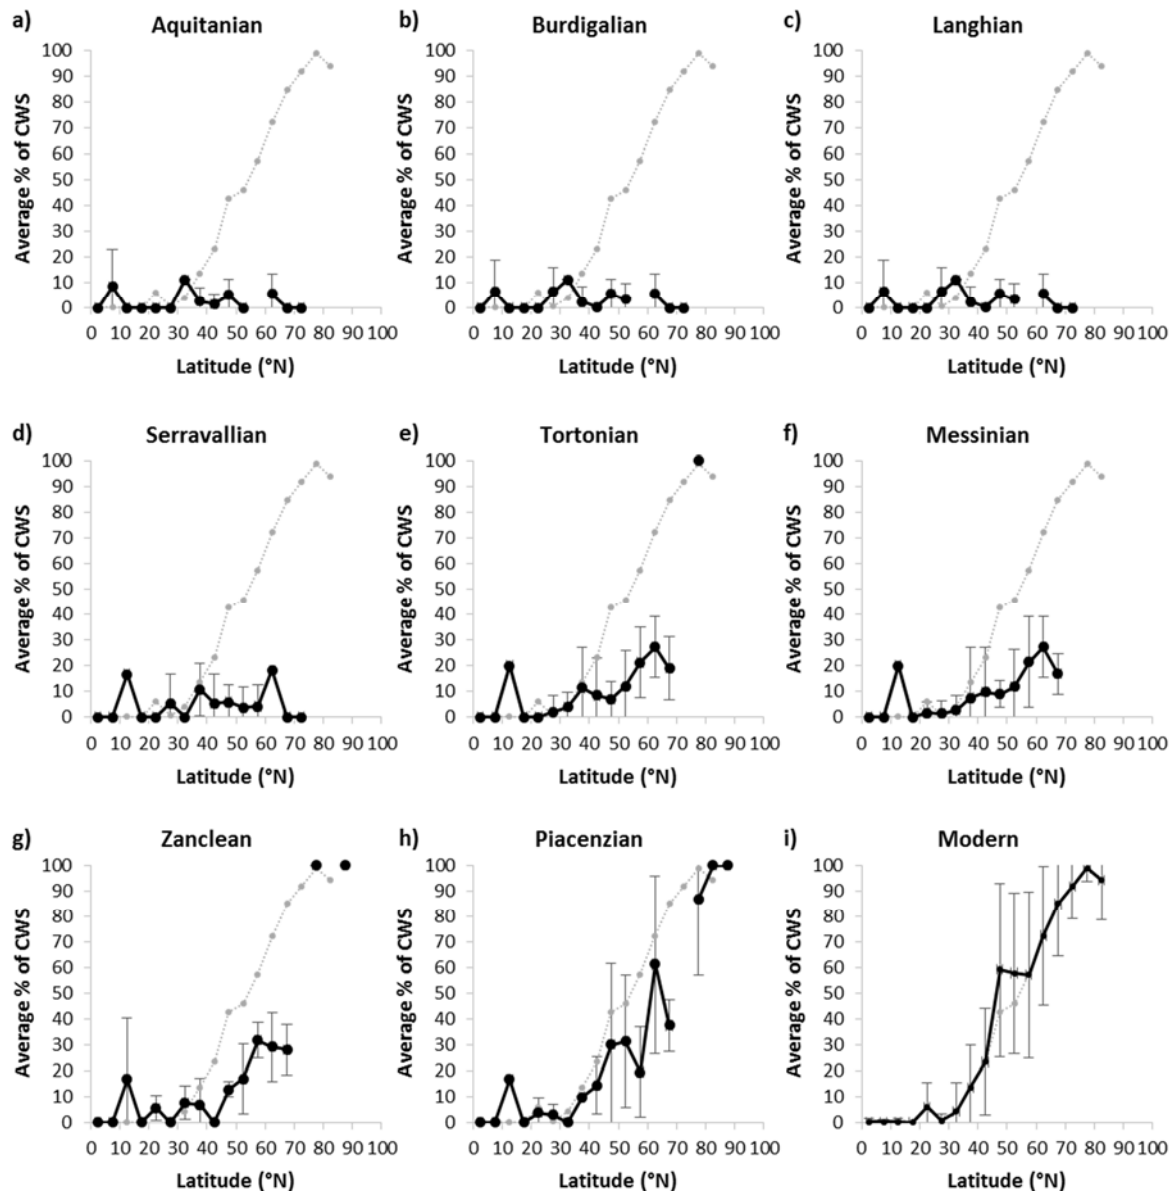 a) Aquitanian
100
90
80
70
60
50
40
30
20
10
0
Average % of CWS
0 10 20 30 40 50 60 70 80 90 100
Latitude (°N)
b) Burdigalian
100
90
80
70
60
50
40
30
20
10
0
Average % of CWS
0 10 20 30 40 50 60 70 80 90 100
Latitude (°N)
c) Langhian
100
90
80
70
60
50
40
30
20
10
0
Average % of CWS
0 10 20 30 40 50 60 70 80 90 100
Latitude (°N)
d) Serravallian
100
90
80
70
60
50
40
30
20
10
0
Average % of CWS
0 10 20 30 40 50 60 70 80 90 100
Latitude (°N)
e) Tortonian
100
90
80
70
60
50
40
30
20
10
0
Average % of CWS
0 10 20 30 40 50 60 70 80 90 100
Latitude (°N)
f) Messinian
100
90
80
70
60
50
40
30
20
10
0
Average % of CWS
0 10 20 30 40 50 60 70 80 90 100
Latitude (°N)
g) Zanclean
100
90
80
70
60
50
40
30
20
10
0
Average % of CWS
0 10 20 30 40 50 60 70 80 90 100
Latitude (°N)
h) Piacenzian
100
90
80
70
60
50
40
30
20
10
0
Average % of CWS
0 10 20 30 40 50 60 70 80 90 100
Latitude (°N)
i) Modern
100
90
80
70
60
50
40
30
20
10
0
Average % of CWS
0 10 20 30 40 50 60 70 80 90 100
Latitude (°N)